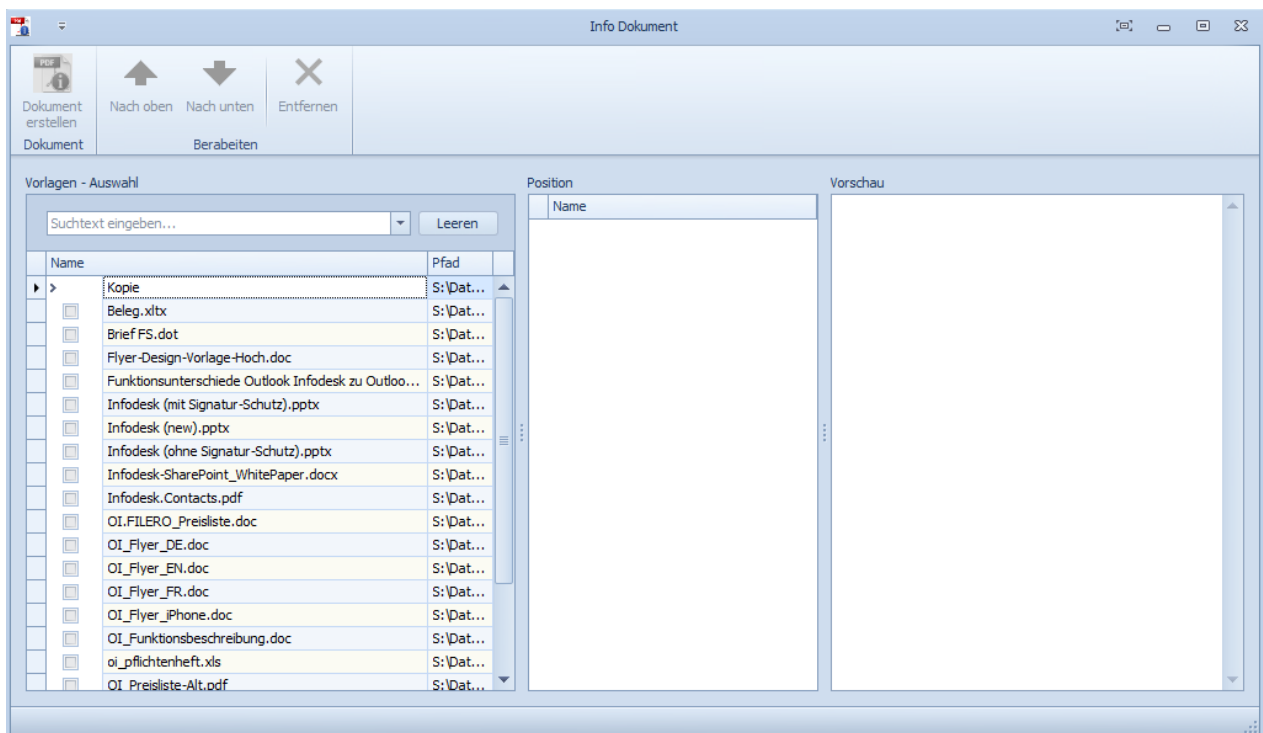 Info Dokument
PDF
Dokument
erstellen
Nach oben
Nach unten
Entfernen
Dokument
Berabeiten
Vorlagen - Auswahl
Position
Vorschau
Suchtext eingeben...
Leeren
Name
Name
Pfad
Kopie S:\Dat...
Beleg.xltx S:\Dat...
Brief FS.dot S:\Dat...
Flyer-Design-Vorlage-Hoch.doc S:\Dat...
Funktionsunterschiede Outlook Infodesk zu Outloo... S:\Dat...
Infodesk (mit Signatur-Schutz).pptx S:\Dat...
Infodesk (new).pptx S:\Dat...
Infodesk (ohne Signatur-Schutz).pptx S:\Dat...
Infodesk-SharePoint_WhitePaper.docx S:\Dat...
Infodesk.Contacts.pdf S:\Dat...
OI.FILERO_Preisliste.doc S:\Dat...
OI_Flyer_DE.doc S:\Dat...
OI_Flyer_EN.doc S:\Dat...
OI_Flyer_FR.doc S:\Dat...
OI_Flyer_iPhone.doc S:\Dat...
OI_Funktionsbeschreibung.doc S:\Dat...
oi_pflichtenheft.xls S:\Dat...
OI_Preisliste-Alt.pdf S:\Dat...